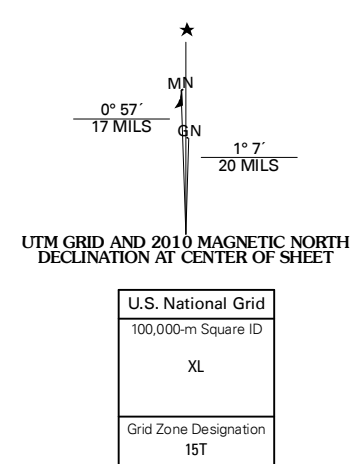 MN
0° 57´
17 MILS
GN
1° 7´
20 MILS
UTM GRID AND 2010 MAGNETIC NORTH
DECLINATION AT CENTER OF SHEET
U.S. National Grid
100,000-m Square ID
XL
Grid Zone Designation
15T